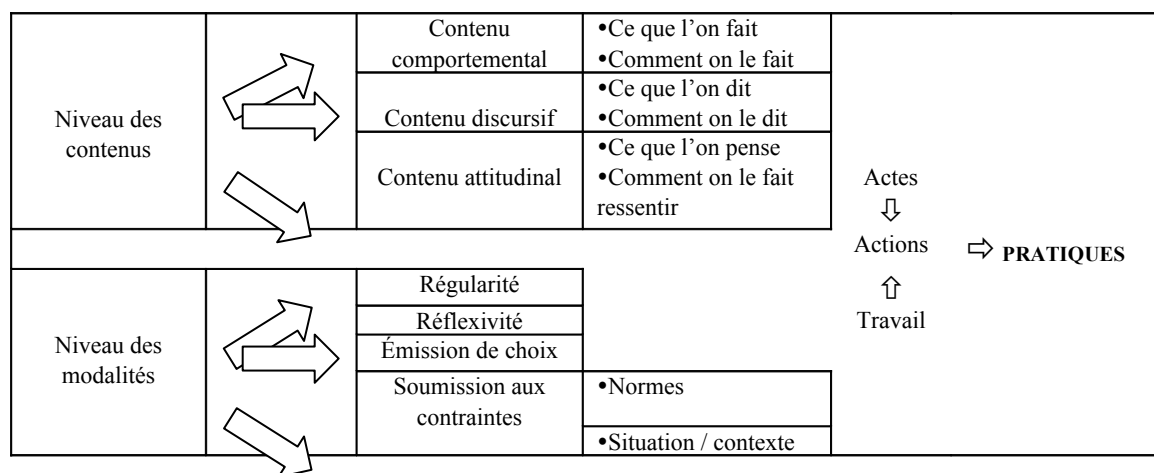 Contenu
comportemental
•Ce que l’on fait
•Comment on le fait
Niveau des
contenus
Contenu discursif
•Ce que l’on dit
•Comment on le dit
Contenu attitudinal
•Ce que l’on pense
•Comment on le fait
ressentir
Niveau des
modalités
Régularité
Réflexivité
Émission de choix
Soumission aux
contraintes
•Normes
•Situation / contexte
Actes
⇩
Actions
⇧
Travail
⇨ PRATIQUES